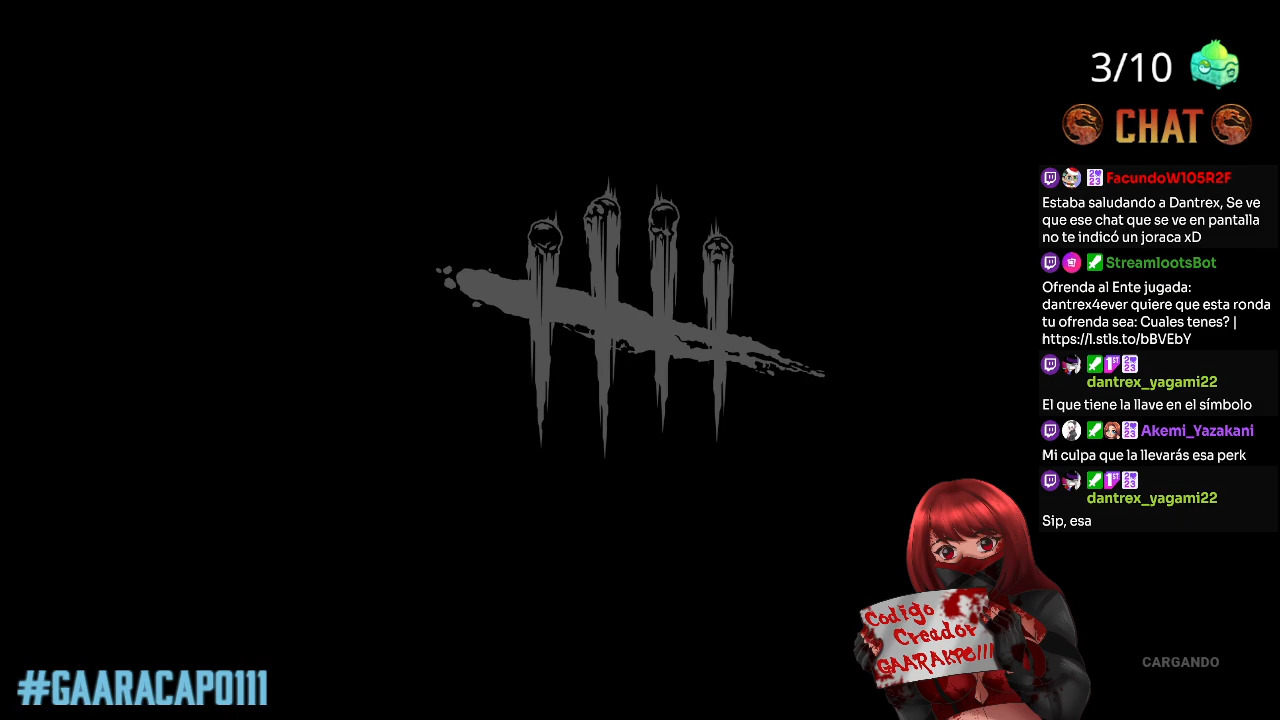 3/10
CHAT
FacundoW105R2F
Estaba saludando a Dantrex, Se ve
que ese chat que se ve en pantalla
no te indicó un joraca xD
StreamlootsBot
Ofrenda al Ente jugada:
dantrex4ever quiere que esta ronda
tu ofrenda sea: Cuales tenes? |
https://l.stls.to/bBVEbY
dantrex_yagami22
El que tiene la llave en el símbolo
Akemi_Yazakani
Mi culpa que la llevarás esa perk
dantrex_yagami22
Sip, esa
Codigo
Creador
GAARAKPO111
CARGANDO
#GAARACAPO111